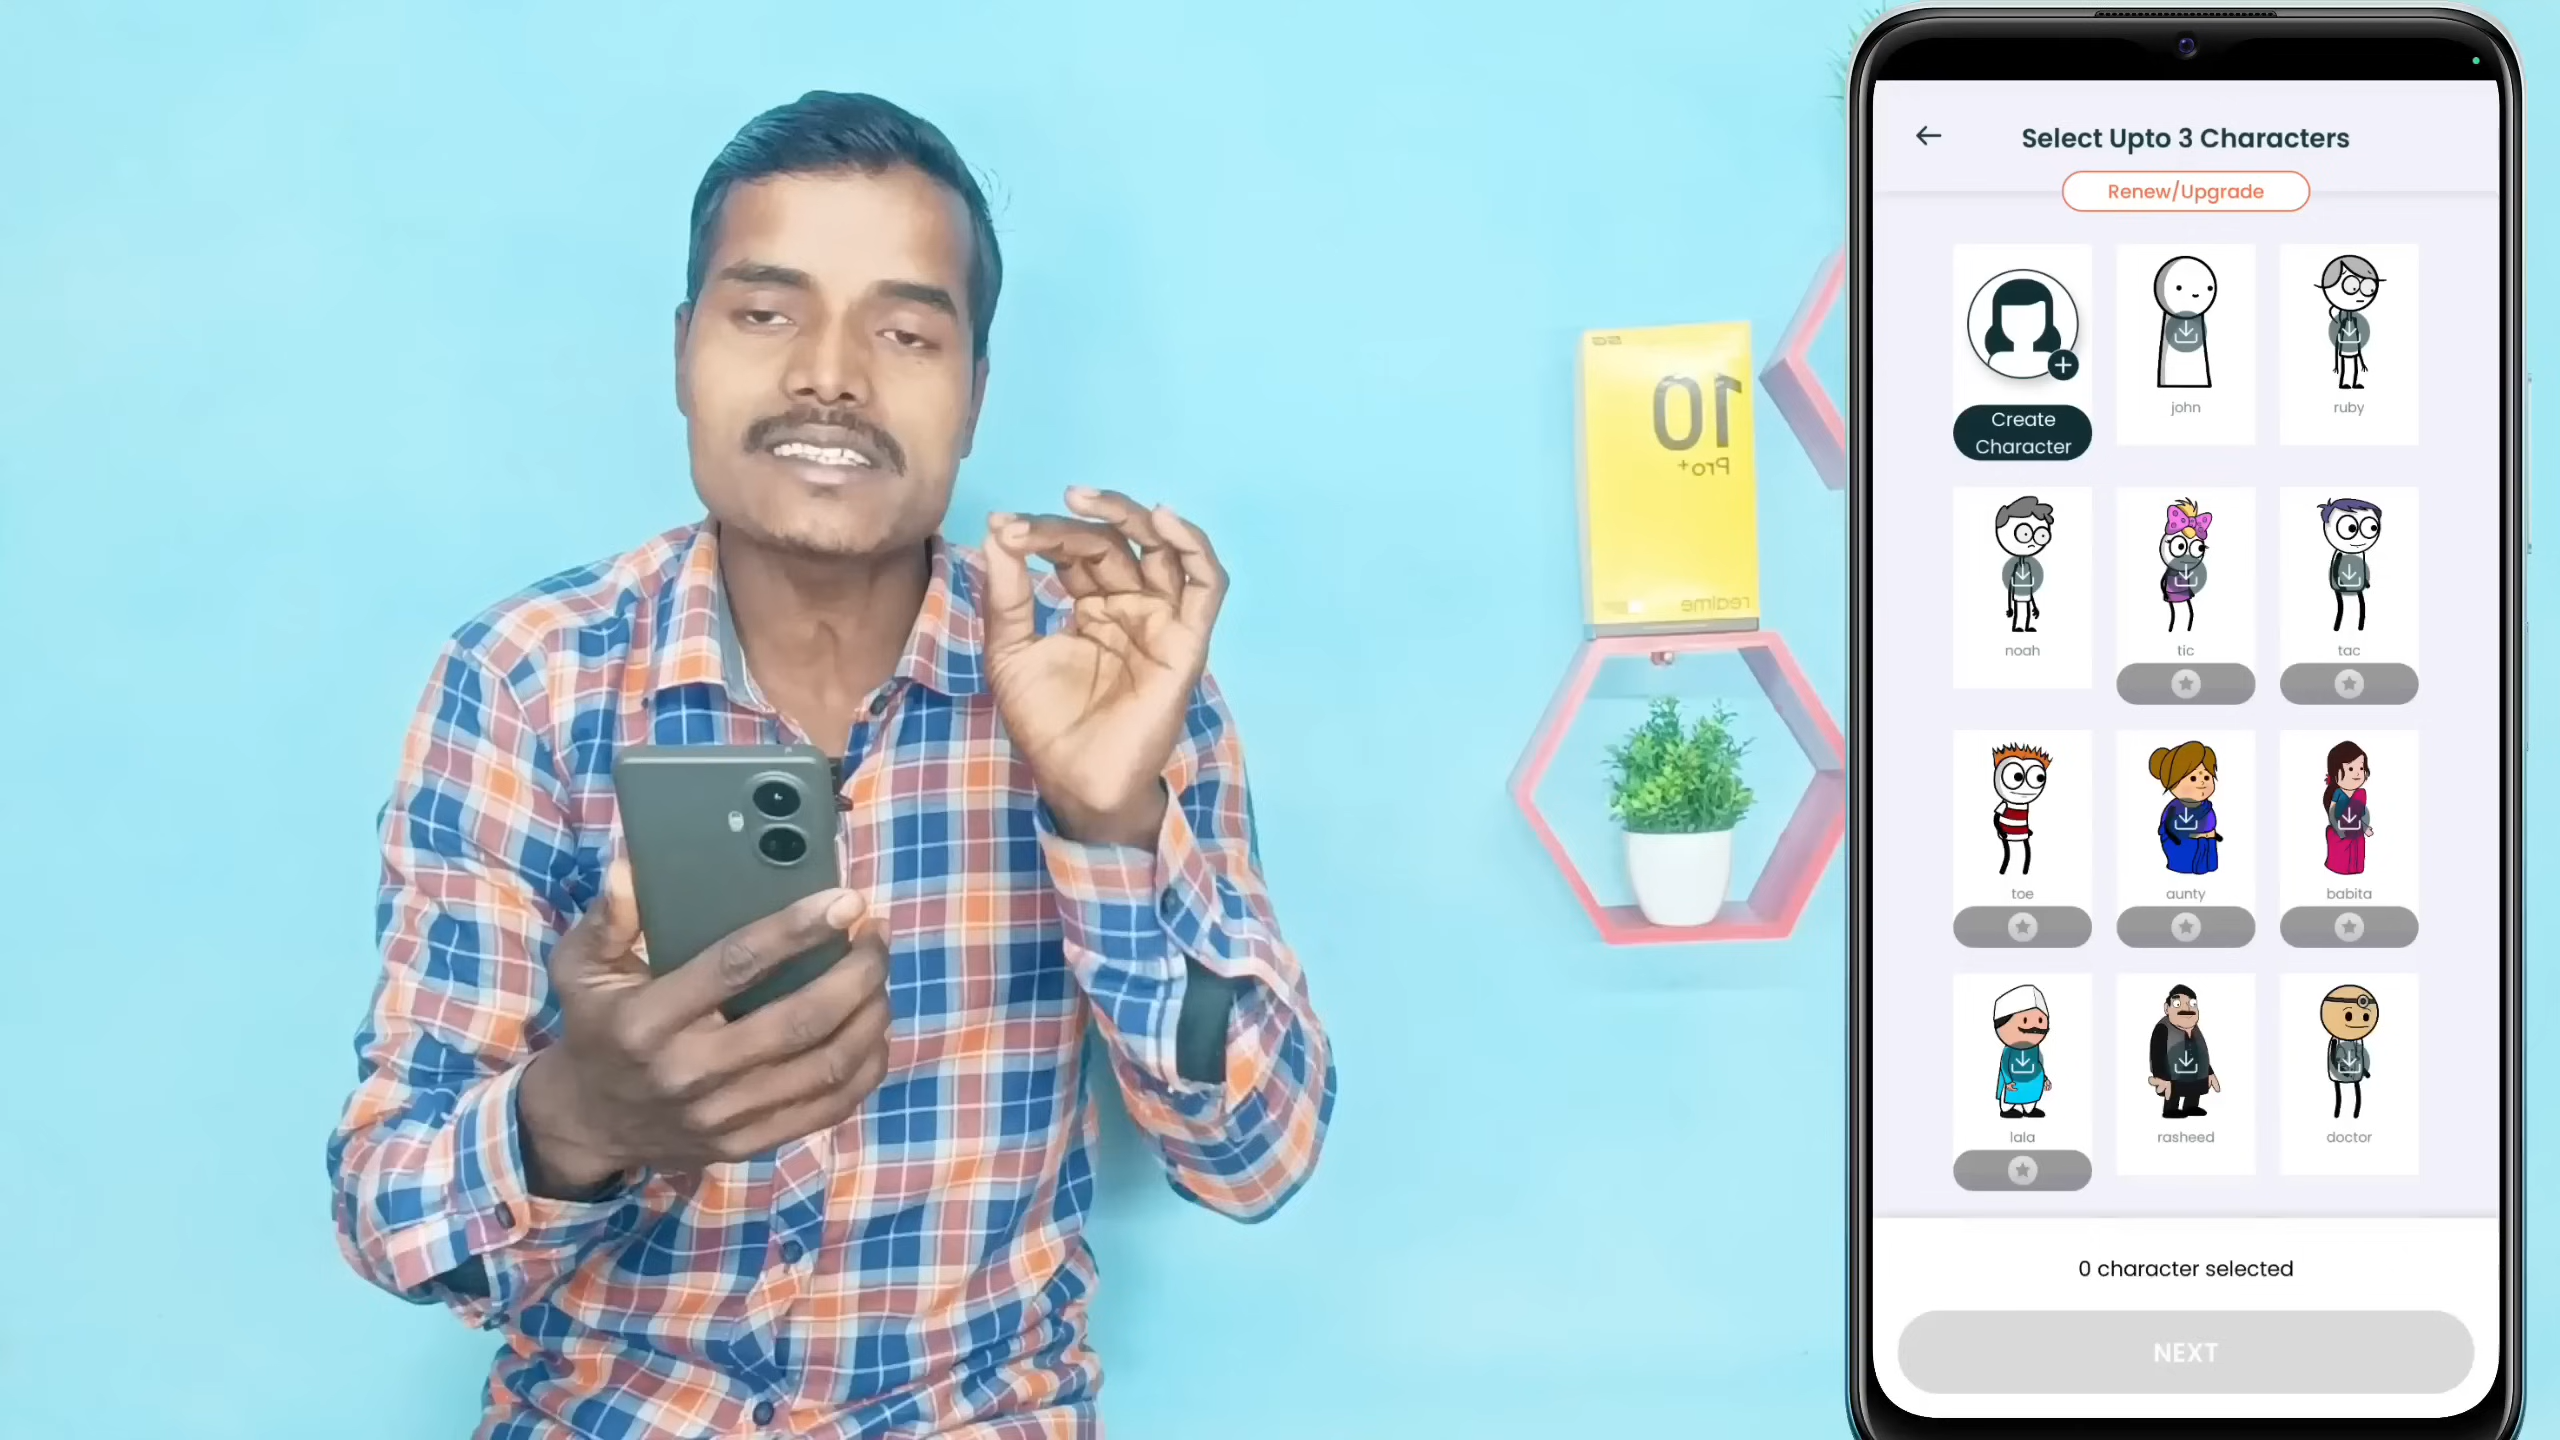 10
Pro+
realme
Select Upto 3 Characters
Renew/Upgrade
Create
Character
john
ruby
noah
tic
tac
toe
aunty
babita
lala
rasheed
doctor
0 character selected
NEXT